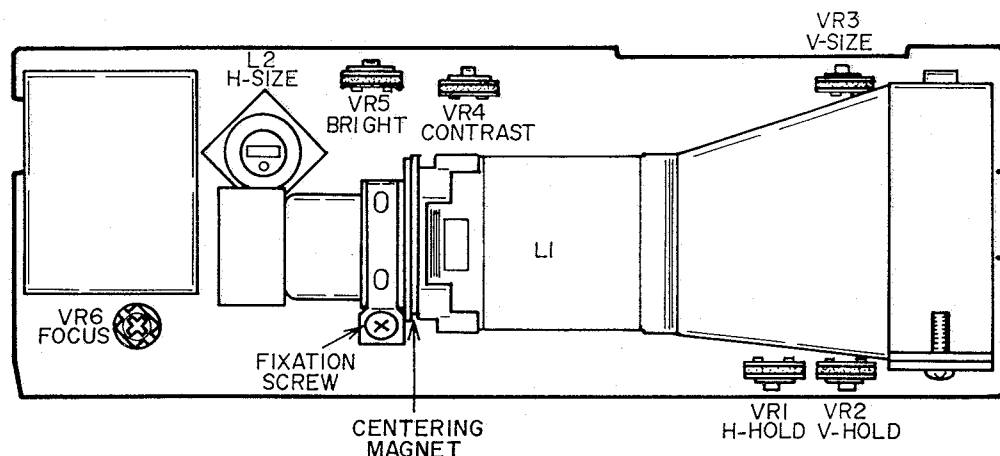 VR3
V-SIZE
L2
H-SIZE
VR5
BRIGHT
VR4
CONTRAST
L1
VR6
FOCUS
FIXATION
SCREW
CENTERING
MAGNET
VR1
H-HOLD
VR2
V-HOLD